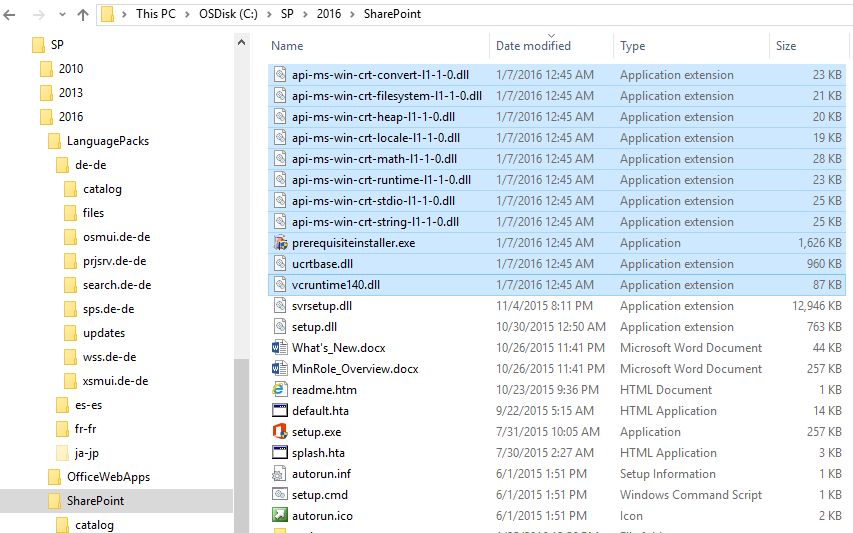 This PC > OSDisk (C:) > SP > 2016 > SharePoint
SP
2010
2013
2016
LanguagePacks
de-de
catalog
files
osmui.de-de
prjsrv.de-de
search.de-de
sps.de-de
updates
wss.de-de
xsmui.de-de
es-es
fr-fr
ja-jp
OfficeWebApps
SharePoint
catalog
Name Date modified Type Size
api-ms-win-crt-convert-l1-1-0.dll 1/7/2016 12:45 AM Application extension 23 KB
api-ms-win-crt-filesystem-l1-1-0.dll 1/7/2016 12:45 AM Application extension 21 KB
api-ms-win-crt-heap-l1-1-0.dll 1/7/2016 12:45 AM Application extension 20 KB
api-ms-win-crt-locale-l1-1-0.dll 1/7/2016 12:45 AM Application extension 19 KB
api-ms-win-crt-math-l1-1-0.dll 1/7/2016 12:45 AM Application extension 28 KB
api-ms-win-crt-runtime-l1-1-0.dll 1/7/2016 12:45 AM Application extension 23 KB
api-ms-win-crt-stdio-l1-1-0.dll 1/7/2016 12:45 AM Application extension 25 KB
api-ms-win-crt-string-l1-1-0.dll 1/7/2016 12:45 AM Application extension 25 KB
prerequisiteinstaller.exe 1/7/2016 12:45 AM Application 1,626 KB
ucrtbase.dll 1/7/2016 12:45 AM Application extension 960 KB
vcruntime140.dll 1/7/2016 12:45 AM Application extension 87 KB
svrsetup.dll 11/4/2015 8:11 PM Application extension 12,946 KB
setup.dll 10/30/2015 12:50 AM Application extension 763 KB
What's_New.docx 10/26/2015 11:41 PM Microsoft Word Document 44 KB
MinRole_Overview.docx 10/26/2015 11:41 PM Microsoft Word Document 257 KB
readme.htm 10/23/2015 9:36 PM HTML Document 1 KB
default.hta 9/22/2015 5:15 AM HTML Application 14 KB
setup.exe 7/31/2015 10:05 AM Application 257 KB
splash.hta 7/30/2015 2:27 AM HTML Application 3 KB
autorun.inf 6/1/2015 1:51 PM Setup Information 1 KB
setup.cmd 6/1/2015 1:51 PM Windows Command Script 1 KB
autorun.ico 6/1/2015 1:51 PM Icon 2 KB